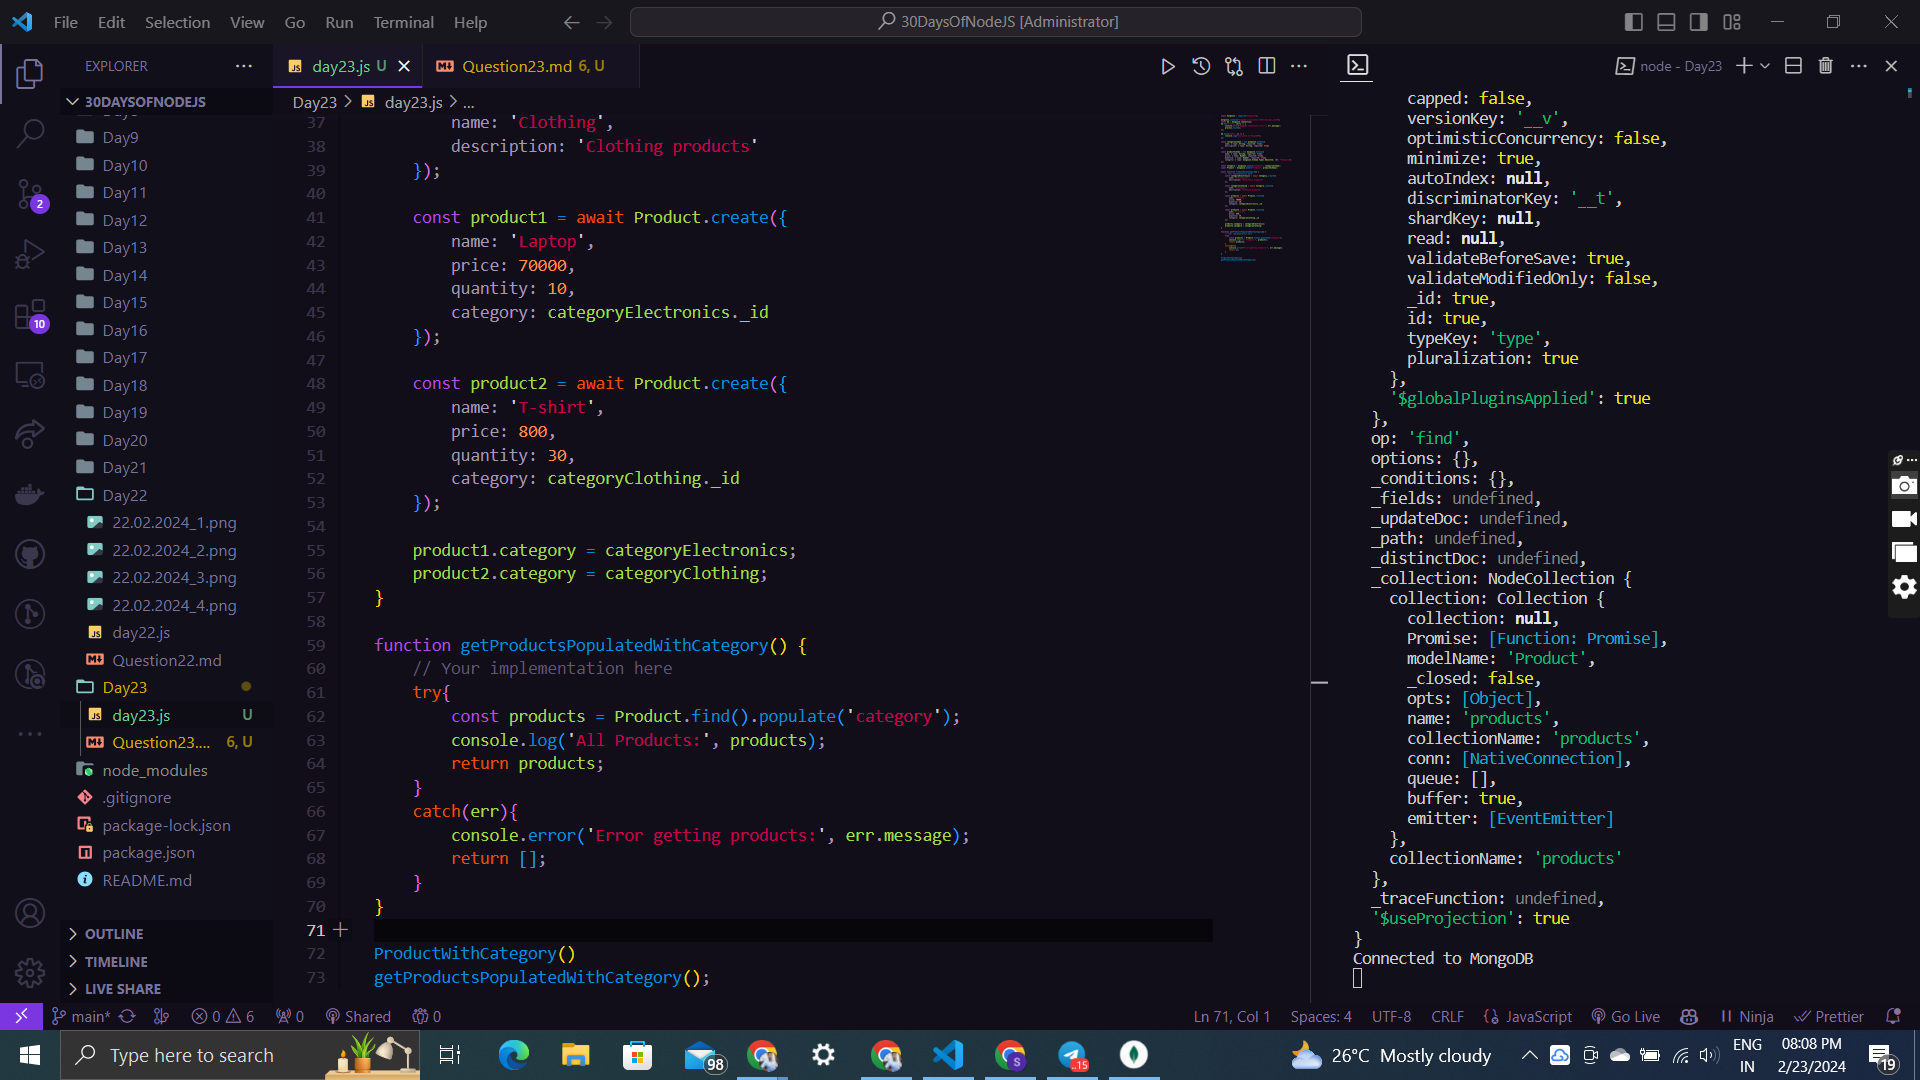 File Edit Selection View Go Run Terminal Help
30DaysOfNodeJS [Administrator]
EXPLORER
30DAYSOFNODEJS
Day9
Day10
Day11
Day12
Day13
Day14
Day15
Day16
Day17
Day18
Day19
Day20
Day21
Day22
22.02.2024_1.png
22.02.2024_2.png
22.02.2024_3.png
22.02.2024_4.png
day22.js
Question22.md
Day23
day23.js U
Question23.... 6, U
node_modules
.gitignore
package-lock.json
package.json
README.md
OUTLINE
TIMELINE
LIVE SHARE
2
10
day23.js U
Question23.md 6, U
Day23 > day23.js > ...
37 name: 'Clothing',
38 description: 'Clothing products'
39 });
40
41 const product1 = await Product.create({
42 name: 'Laptop',
43 price: 70000,
44 quantity: 10,
45 category: categoryElectronics._id
46 });
47
48 const product2 = await Product.create({
49 name: 'T-shirt',
50 price: 800,
51 quantity: 30,
52 category: categoryClothing._id
53 });
54
55 product1.category = categoryElectronics;
56 product2.category = categoryClothing;
57 }
58
59 function getProductsPopulatedWithCategory() {
60 // Your implementation here
61 try{
62 const products = Product.find().populate('category');
63 console.log('All Products:', products);
64 return products;
65 }
66 catch(err){
67 console.error('Error getting products:', err.message);
68 return [];
69 }
70 }
71
72 ProductWithCategory()
73 getProductsPopulatedWithCategory();
node - Day23
capped: false,
versionKey: '__v',
optimisticConcurrency: false,
minimize: true,
autoIndex: null,
discriminatorKey: '__t',
shardKey: null,
read: null,
validateBeforeSave: true,
validateModifiedOnly: false,
_id: true,
id: true,
typeKey: 'type',
pluralization: true
},
'$globalPluginsApplied': true
},
op: 'find',
options: {},
_conditions: {},
_fields: undefined,
_updateDoc: undefined,
_path: undefined,
_distinctDoc: undefined,
_collection: NodeCollection {
collection: Collection {
collection: null,
Promise: [Function: Promise],
modelName: 'Product',
_closed: false,
opts: [Object],
name: 'products',
collectionName: 'products',
conn: [NativeConnection],
queue: [],
buffer: true,
emitter: [EventEmitter]
},
collectionName: 'products'
},
_traceFunction: undefined,
'$useProjection': true
}
Connected to MongoDB
main* 0 6 0 Shared 0
Ln 71, Col 1 Spaces: 4 UTF-8 CRLF JavaScript Go Live Ninja Prettier
Type here to search
98
..15
26°C Mostly cloudy
ENG
IN
08:08 PM
2/23/2024
19